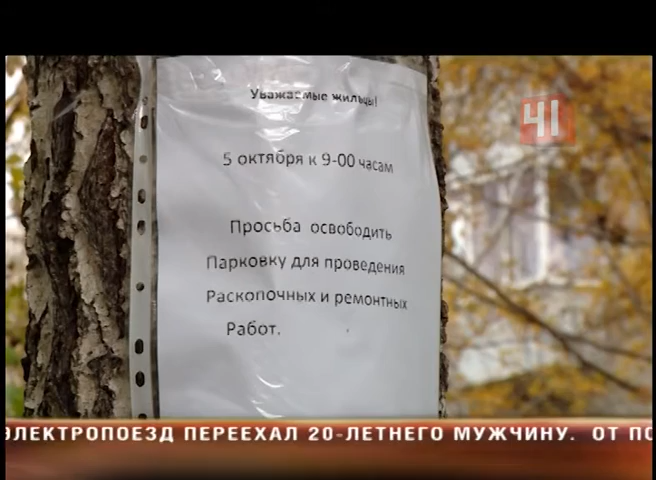 Уважаемые жильцы!
41
5 октября к 9-00 часам
Просьба освободить
Парковку для проведения
Раскопочных и ремонтных
Работ.
ЭЛЕКТРОПОЕЗД ПЕРЕЕХАЛ 20-ЛЕТНЕГО МУЖЧИНУ. ОТ ПО